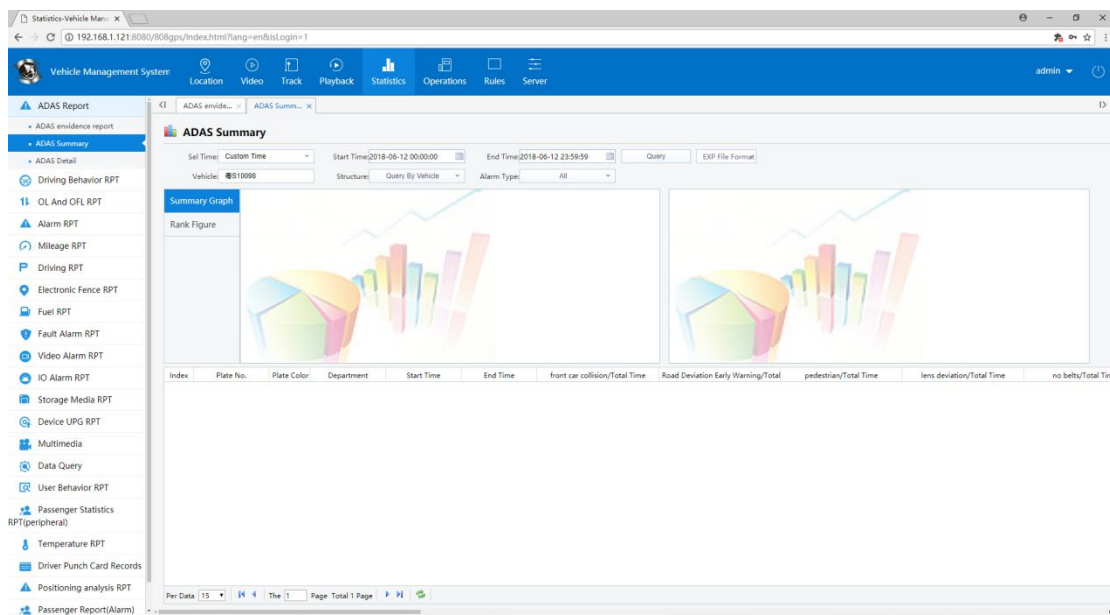 Statistics-Vehicle Mana
192.168.1.121:8080/808gps/index.html?lang=en&isLogin=1
Vehicle Management System
Location Video Track Playback Statistics Operations Rules Server
admin
ADAS Report
ADAS envidence report
ADAS Summary
ADAS Detail
Driving Behavior RPT
OL And OFL RPT
Alarm RPT
Mileage RPT
Driving RPT
Electronic Fence RPT
Fuel RPT
Fault Alarm RPT
Video Alarm RPT
IO Alarm RPT
Storage Media RPT
Device UPG RPT
Multimedia
Data Query
User Behavior RPT
Passenger Statistics
RPT(peripheral)
Temperature RPT
Driver Punch Card Records
Positioning analysis RPT
Passenger Report(Alarm)
ADAS envide... ADAS Summ...
ADAS Summary
Sel Time: Custom Time Start Time: 2018-06-12 00:00:00 End Time: 2018-06-12 23:59:59 Query EXP File Format
Vehicle: 粤S10098 Structure: Query By Vehicle Alarm Type: All
Summary Graph
Rank Figure
Index Plate No. Plate Color Department Start Time End Time front car collision/Total Time Road Deviation Early Warning/Total pedestrian/Total Time lens deviation/Total Time no belts/Total Tim
Per Data 15 The 1 Page Total 1 Page